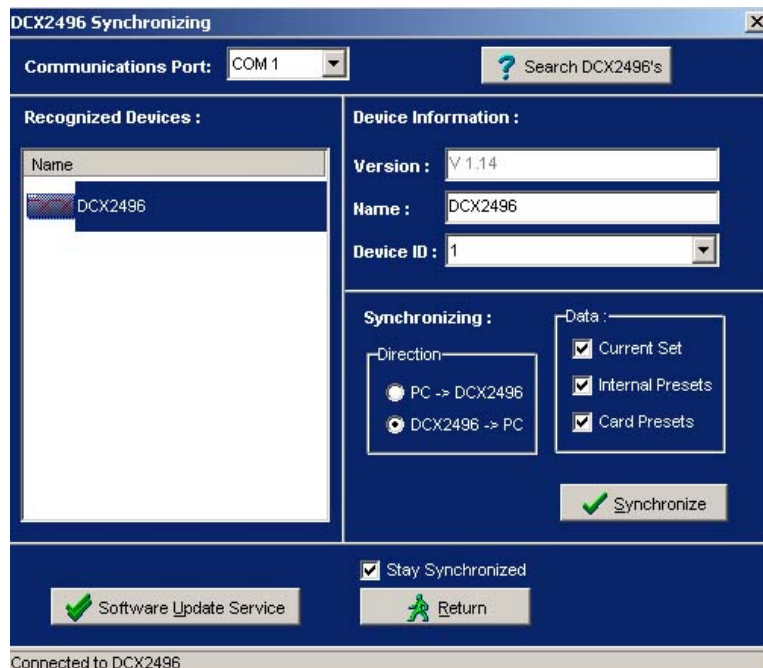 DCX2496 Synchronizing
Communications Port: COM 1
Search DCX2496's
Recognized Devices :
Name
DCX2496
Device Information :
Version : V 1.14
Name : DCX2496
Device ID : 1
Synchronizing :
Direction
PC -> DCX2496
DCX2496 -> PC
Data :
Current Set
Internal Presets
Card Presets
Synchronize
Stay Synchronized
Software Update Service
Return
Connected to DCX2496